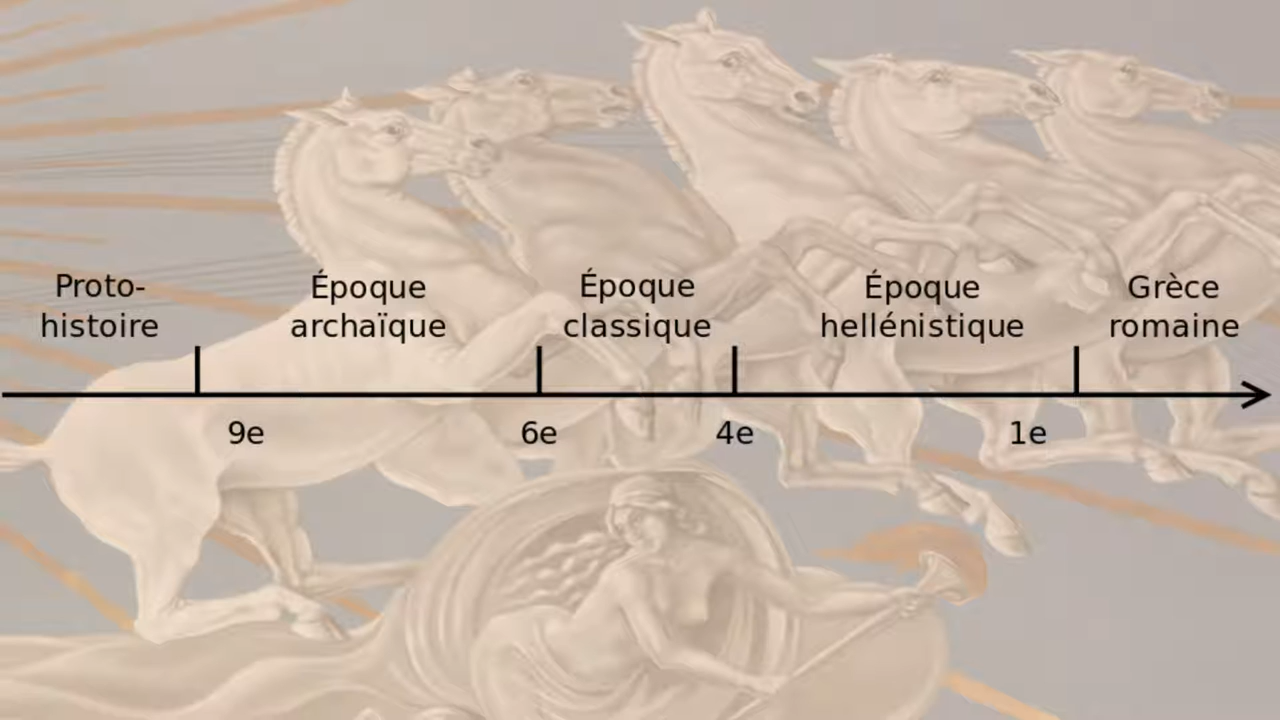 Proto-
histoire
Époque
archaïque
Époque
classique
Époque
hellénistique
Grèce
romaine
9e
6e
4e
1e